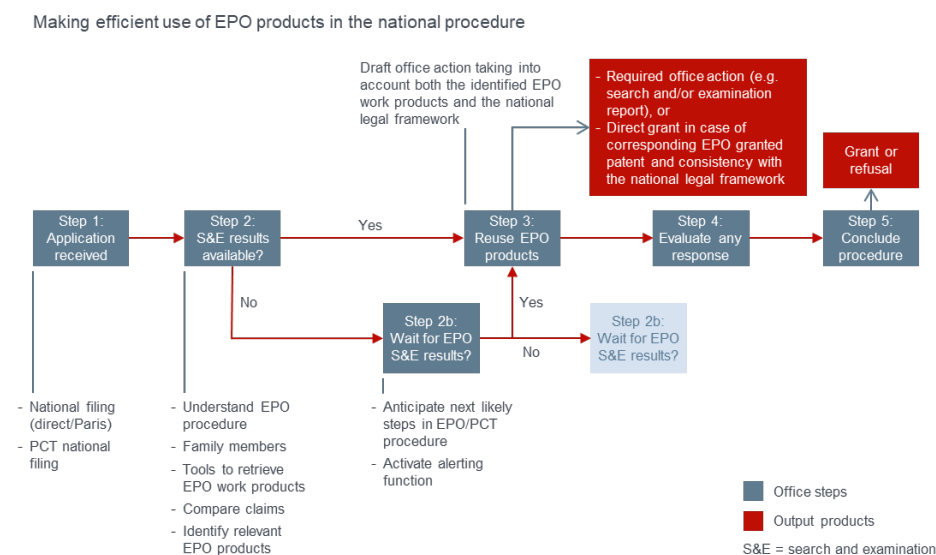 Making efficient use of EPO products in the national procedure
Draft office action taking into
account both the identified EPO
work products and the national
legal framework
- Required office action (e.g.
search and/or examination
report), or
- Direct grant in case of
corresponding EPO granted
patent and consistency with
the national legal framework
Grant or
refusal
Step 1:
Application
received
Step 2:
S&E results
available?
Yes
Step 3:
Reuse EPO
products
Step 4:
Evaluate any
response
Step 5:
Conclude
procedure
No
Step 2b:
Wait for EPO
S&E results?
Yes
No
Step 2b:
Wait for EPO
S&E results?
- National filing
(direct/Paris)
- PCT national
filing
- Understand EPO
procedure
- Family members
- Tools to retrieve
EPO work products
- Compare claims
- Identify relevant
EPO products
- Anticipate next likely
steps in EPO/PCT
procedure
- Activate alerting
function
Office steps
Output products
S&E = search and examination